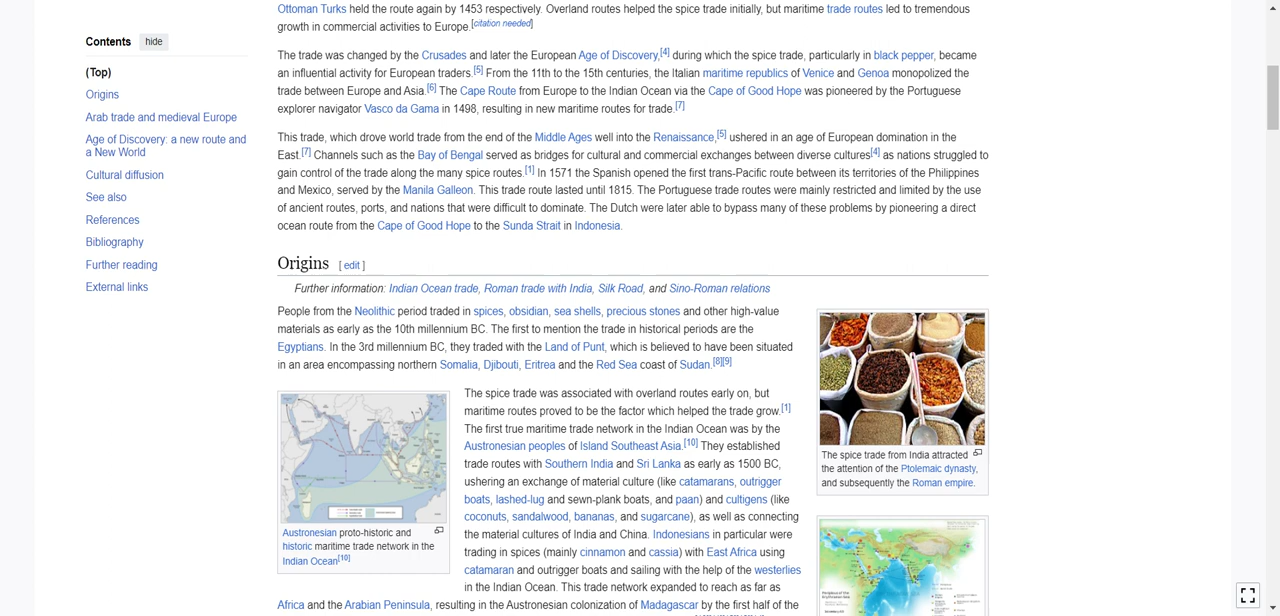 Ottoman Turks held the route again by 1453 respectively. Overland routes helped the spice trade initially, but maritime trade routes led to tremendous
growth in commercial activities to Europe.[citation needed]
Contents hide
(Top)
Origins
Arab trade and medieval Europe
Age of Discovery: a new route and
a New World
Cultural diffusion
See also
References
Bibliography
Further reading
External links
The trade was changed by the Crusades and later the European Age of Discovery,[4] during which the spice trade, particularly in black pepper, became
an influential activity for European traders.[5] From the 11th to the 15th centuries, the Italian maritime republics of Venice and Genoa monopolized the
trade between Europe and Asia.[6] The Cape Route from Europe to the Indian Ocean via the Cape of Good Hope was pioneered by the Portuguese
explorer navigator Vasco da Gama in 1498, resulting in new maritime routes for trade.[7]
This trade, which drove world trade from the end of the Middle Ages well into the Renaissance,[5] ushered in an age of European domination in the
East.[7] Channels such as the Bay of Bengal served as bridges for cultural and commercial exchanges between diverse cultures[4] as nations struggled to
gain control of the trade along the many spice routes.[1] In 1571 the Spanish opened the first trans-Pacific route between its territories of the Philippines
and Mexico, served by the Manila Galleon. This trade route lasted until 1815. The Portuguese trade routes were mainly restricted and limited by the use
of ancient routes, ports, and nations that were difficult to dominate. The Dutch were later able to bypass many of these problems by pioneering a direct
ocean route from the Cape of Good Hope to the Sunda Strait in Indonesia.
Origins [ edit ]
Further information: Indian Ocean trade, Roman trade with India, Silk Road, and Sino-Roman relations
People from the Neolithic period traded in spices, obsidian, sea shells, precious stones and other high-value
materials as early as the 10th millennium BC. The first to mention the trade in historical periods are the
Egyptians. In the 3rd millennium BC, they traded with the Land of Punt, which is believed to have been situated
in an area encompassing northern Somalia, Djibouti, Eritrea and the Red Sea coast of Sudan.[8][9]
The spice trade from India attracted
the attention of the Ptolemaic dynasty,
and subsequently the Roman empire.
Austronesian proto-historic and
historic maritime trade network in the
Indian Ocean[10]
The spice trade was associated with overland routes early on, but
maritime routes proved to be the factor which helped the trade grow.[1]
The first true maritime trade network in the Indian Ocean was by the
Austronesian peoples of Island Southeast Asia.[10] They established
trade routes with Southern India and Sri Lanka as early as 1500 BC,
ushering an exchange of material culture (like catamarans, outrigger
boats, lashed-lug and sewn-plank boats, and paan) and cultigens (like
coconuts, sandalwood, bananas, and sugarcane), as well as connecting
the material cultures of India and China. Indonesians in particular were
trading in spices (mainly cinnamon and cassia) with East Africa using
catamaran and outrigger boats and sailing with the help of the westerlies
in the Indian Ocean. This trade network expanded to reach as far as
Africa and the Arabian Peninsula, resulting in the Austronesian colonization of Madagascar by the first half of the